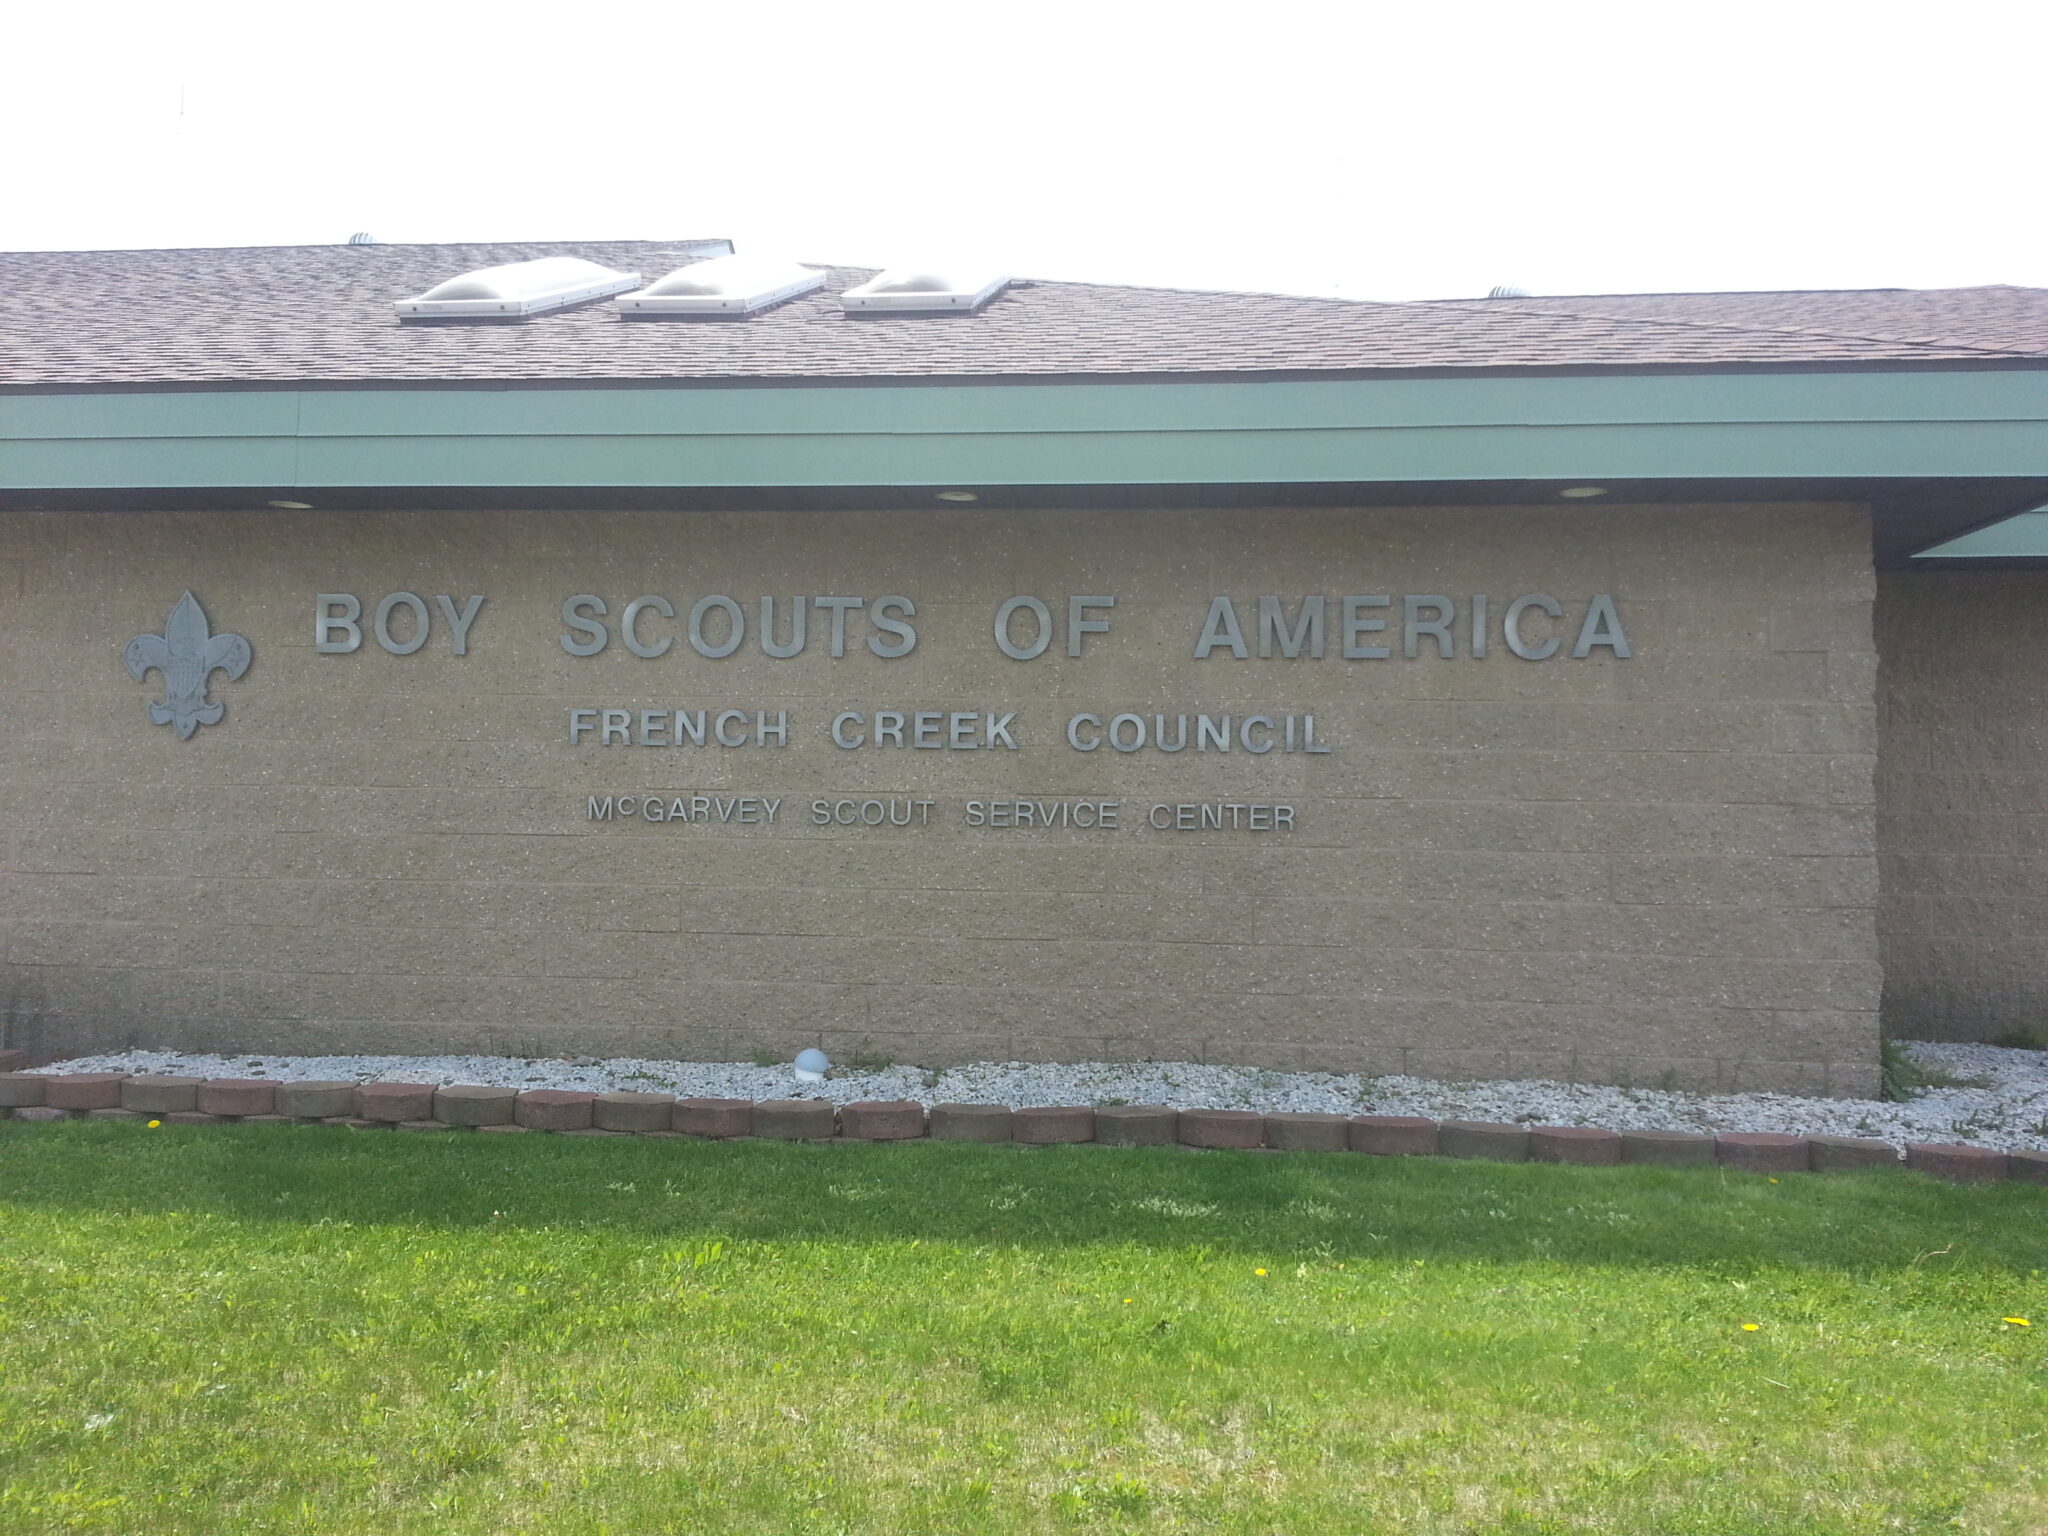 BOY SCOUTS OF AMERICA
FRENCH CREEK COUNCIL
McGARVEY SCOUT SERVICE CENTER